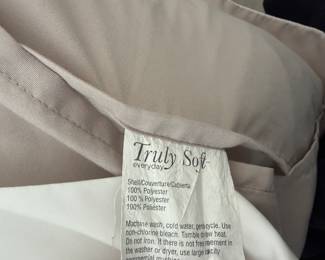 Truly Soft
everyday
Shell/Couverture/Cubierta
100% Polyester
100 % Polyester
100% Poliéster
Machine wash, cold water, gentle cycle. Use
non-chlorine bleach. Tumble dry low heat.
Do not iron. If there is not free movement in
the washer or dryer, use large capacity
commercial machine